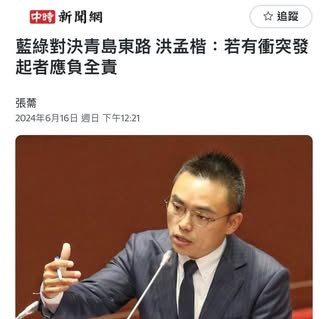 中時 新聞網
☆ 追蹤
藍綠對決青島東路 洪孟楷：若有衝突發
起者應負全責
張薷
2024年6月16日 週日 下午12:21